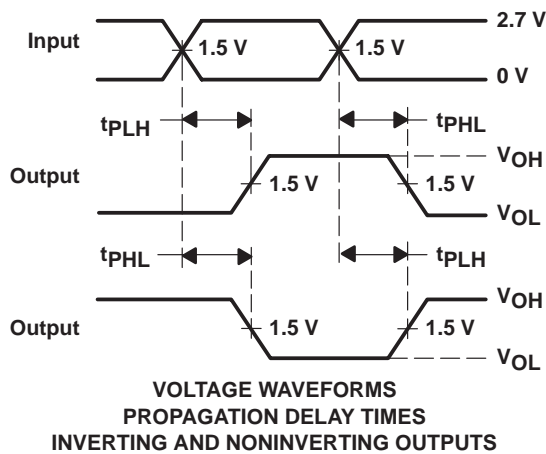 2.7 V
Input
1.5 V
1.5 V
0 V
tPLH
tPHL
VOH
Output
1.5 V
1.5 V
VOL
tPHL
tPLH
VOH
Output
1.5 V
1.5 V
VOL
VOLTAGE WAVEFORMS
PROPAGATION DELAY TIMES
INVERTING AND NONINVERTING OUTPUTS